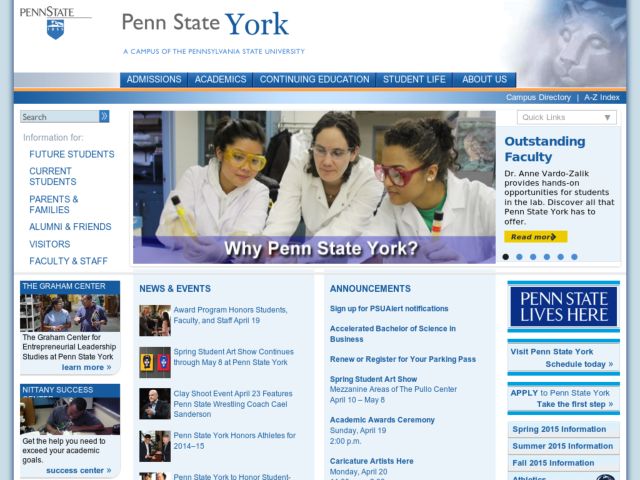 PENNSTATE
1855
Penn State York
A CAMPUS OF THE PENNSYLVANIA STATE UNIVERSITY
ADMISSIONS ACADEMICS CONTINUING EDUCATION STUDENT LIFE ABOUT US
Campus Directory | A-Z Index
Search
Quick Links
Information for:
FUTURE STUDENTS
CURRENT
STUDENTS
PARENTS &
FAMILIES
ALUMNI & FRIENDS
VISITORS
FACULTY & STAFF
Why Penn State York?
Outstanding
Faculty
Dr. Anne Vardo-Zalik
provides hands-on
opportunities for students
in the lab. Discover all that
Penn State York has to
offer.
Read more
THE GRAHAM CENTER
The Graham Center for
Entrepreneurial Leadership
Studies at Penn State York
learn more »
NITTANY SUCCESS
Get the help you need to
exceed your academic
goals.
success center »
NEWS & EVENTS
Award Program Honors Students,
Faculty, and Staff April 19
Spring Student Art Show Continues
through May 8 at Penn State York
Clay Shoot Event April 23 Features
Penn State Wrestling Coach Cael
Sanderson
Penn State York Honors Athletes for
2014–15
Penn State York to Honor Student-
ANNOUNCEMENTS
Sign up for PSUAlert notifications
Accelerated Bachelor of Science in
Business
Renew or Register for Your Parking Pass
Spring Student Art Show
Mezzanine Areas of The Pullo Center
April 10 – May 8
Academic Awards Ceremony
Sunday, April 19
2:00 p.m.
Caricature Artists Here
Monday, April 20
PENN STATE
LIVES HERE
Visit Penn State York
Schedule today »
APPLY to Penn State York
Take the first step »
Spring 2015 Information
Summer 2015 Information
Fall 2015 Information
Athletics